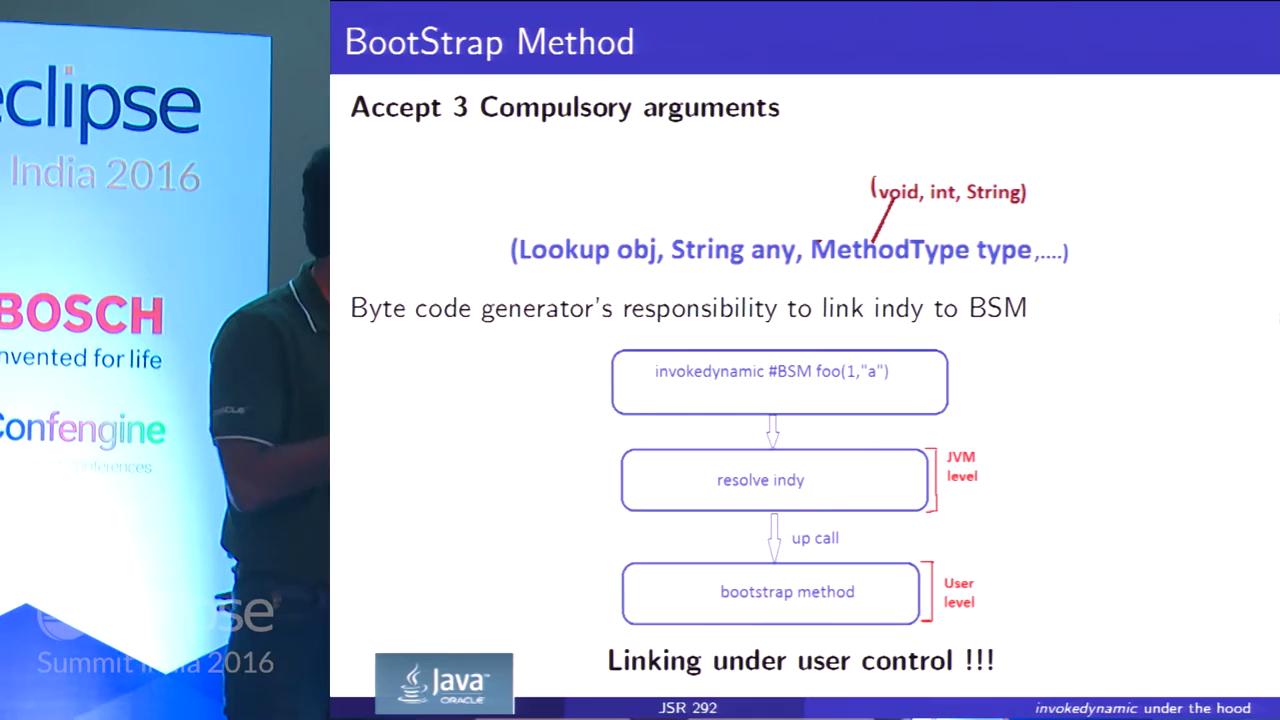 BootStrap Method
Accept 3 Compulsory arguments
(void, int, String)
(Lookup obj, String any, MethodType type,....)
Byte code generator's responsibility to link indy to BSM
invokedynamic #BSM foo(1,"a")
resolve indy
JVM
level
up call
bootstrap method
User
level
Linking under user control !!!
Java™
ORACLE
JSR 292
invokedynamic under the hood
eclipse
India 2016
BOSCH
nvented for life
Confengine
ORACLE
Summit India 2016